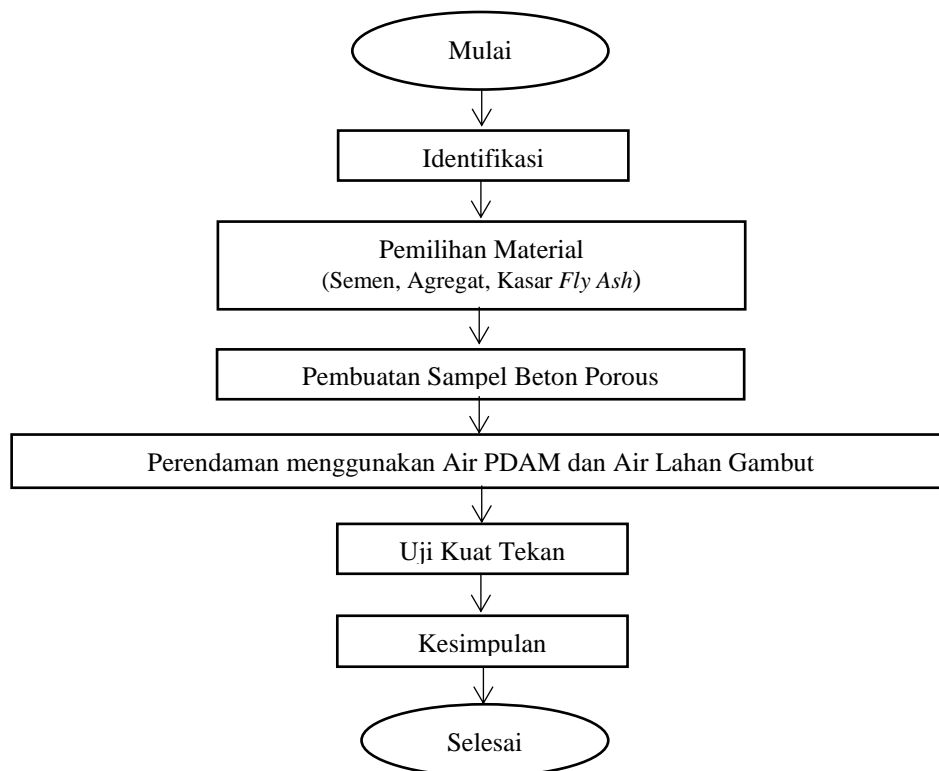 Mulai
Identifikasi
Pemilihan Material
(Semen, Agregat, Kasar Fly Ash)
Pembuatan Sampel Beton Porous
Perendaman menggunakan Air PDAM dan Air Lahan Gambut
Uji Kuat Tekan
Kesimpulan
Selesai